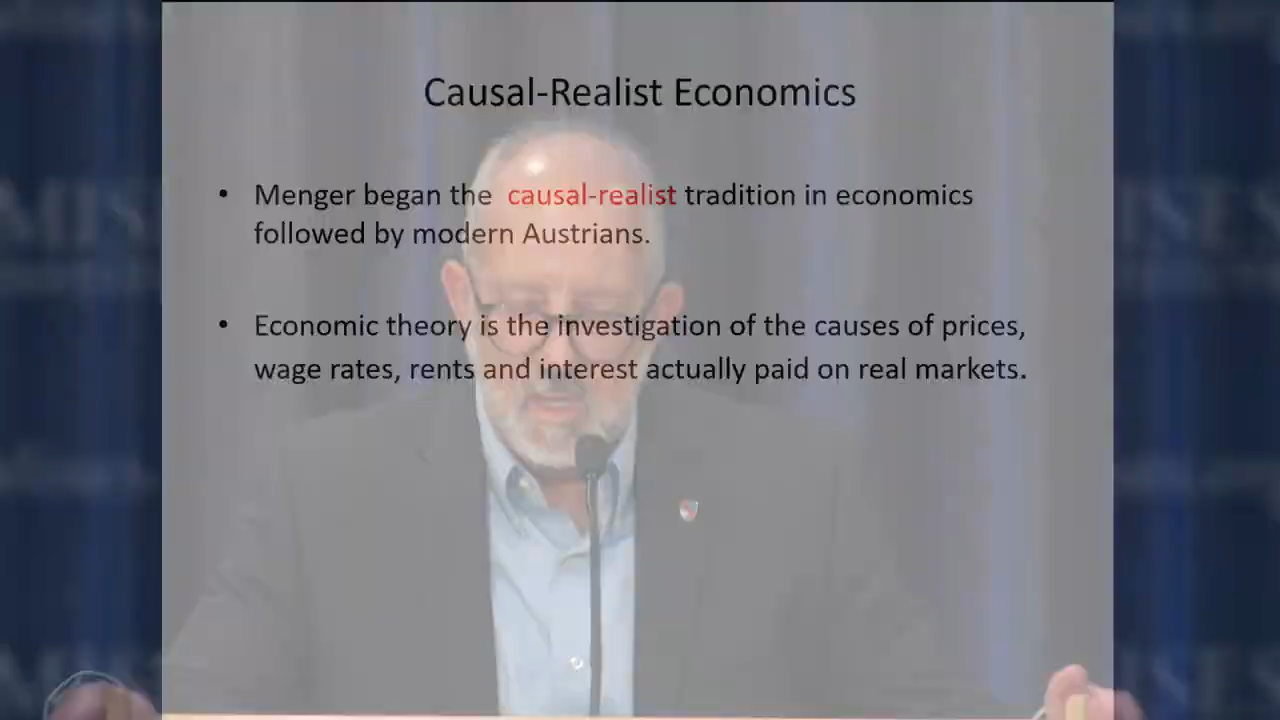 Causal-Realist Economics
• Menger began the causal-realist tradition in economics
followed by modern Austrians.
• Economic theory is the investigation of the causes of prices,
wage rates, rents and interest actually paid on real markets.